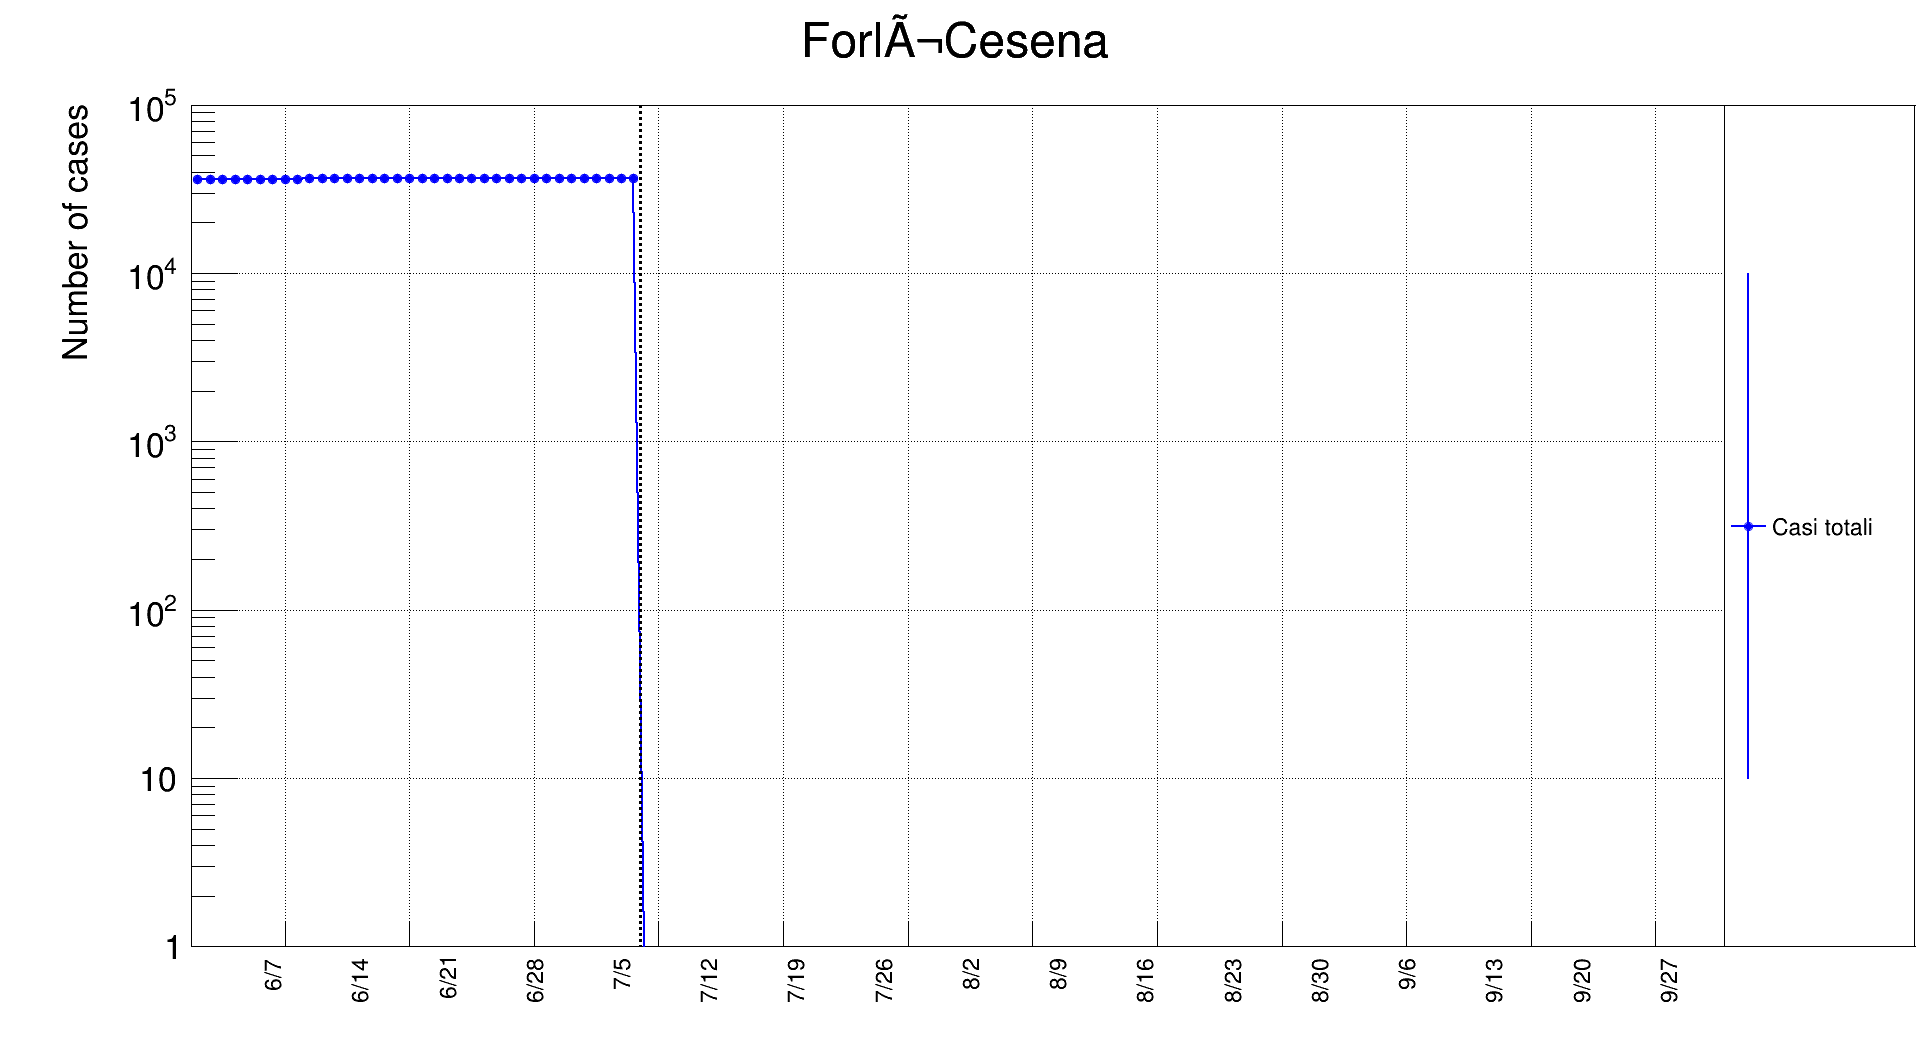 ForlÃ¬Cesena
Number of cases
10^5
10^4
10^3
10^2
10
1
6/7 6/14 6/21 6/28 7/5 7/12 7/19 7/26 8/2 8/9 8/16 8/23 8/30 9/6 9/13 9/20 9/27
Casi totali